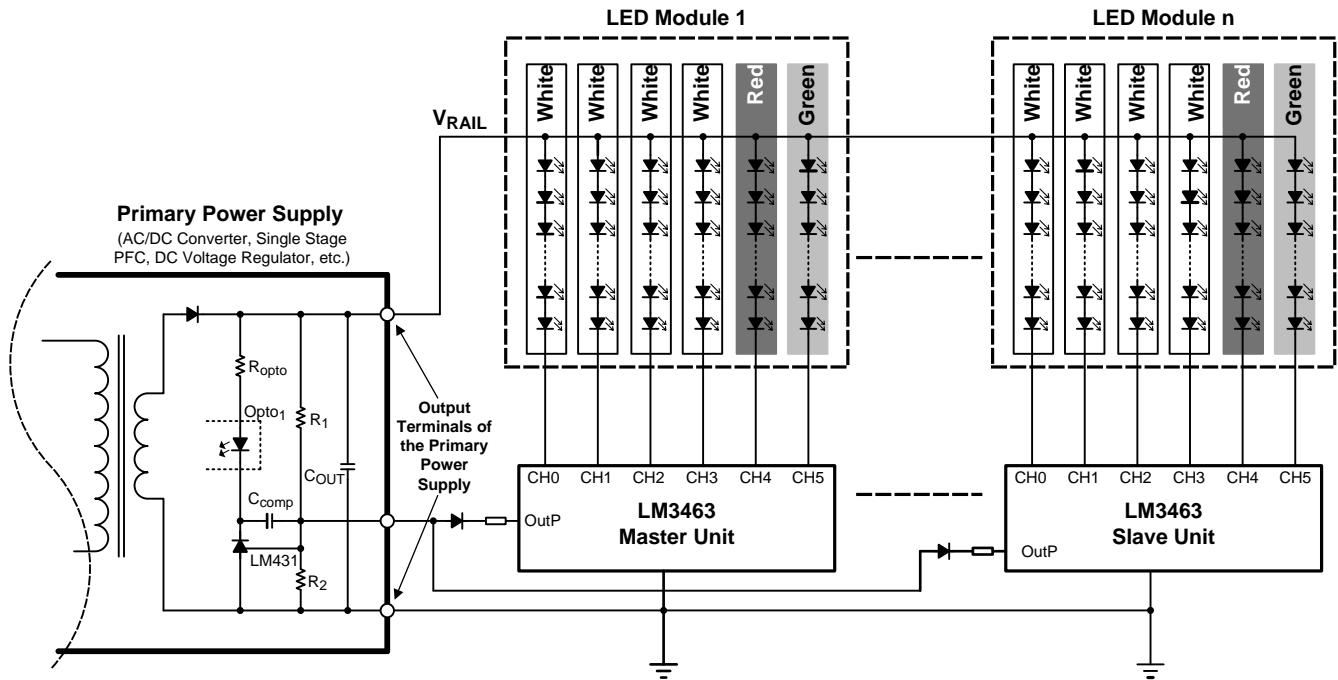 LED Module 1
LED Module n
White
White
White
White
Red
Green
White
White
White
White
Red
Green
VRAIL
Primary Power Supply
(AC/DC Converter, Single Stage
PFC, DC Voltage Regulator, etc.)
Ropto
Opto1
R1
COUT
Ccomp
LM431
R2
Output
Terminals of
the Primary
Power
Supply
CH0 CH1 CH2 CH3 CH4 CH5
OutP
LM3463
Master Unit
CH0 CH1 CH2 CH3 CH4 CH5
OutP
LM3463
Slave Unit